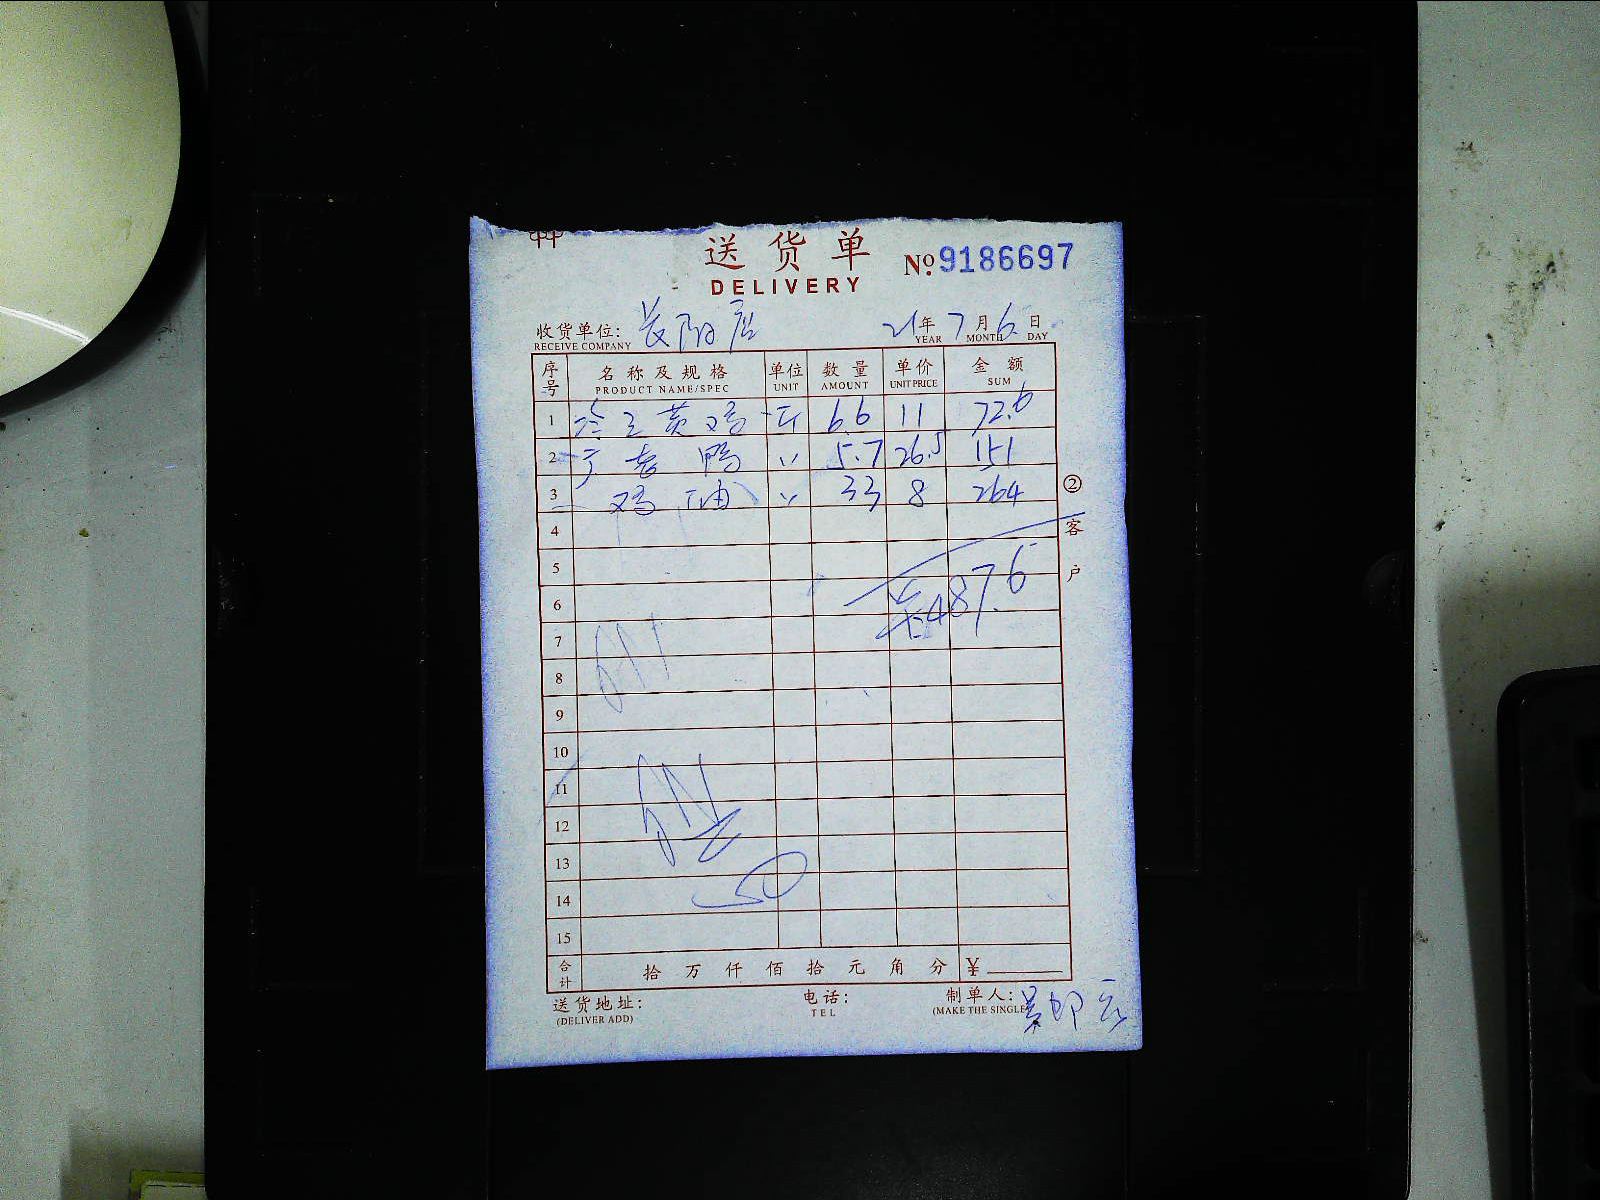 送货单
DELIVERY
№ 9186697
收货单位: 长阳店 21年 7月 6日
RECEIVE COMPANY YEAR MONTH DAY
序号 名称及规格 单位 数量 单价 金额
PRODUCT NAME/SPEC UNIT AMOUNT UNIT PRICE SUM
1 黄鸡 斤 6.6 11 72.6
2 老鸭 〃 5.7 26.5 151
3 鸡油 〃 33 8 264
4
5
6 487.6
7
8
9
10
11
12
13
14
15
②客户
合计 拾 万 仟 佰 拾 元 角 分 ¥
送货地址: 电话: 制单人:
(DELIVER ADD) TEL (MAKE THE SINGLE